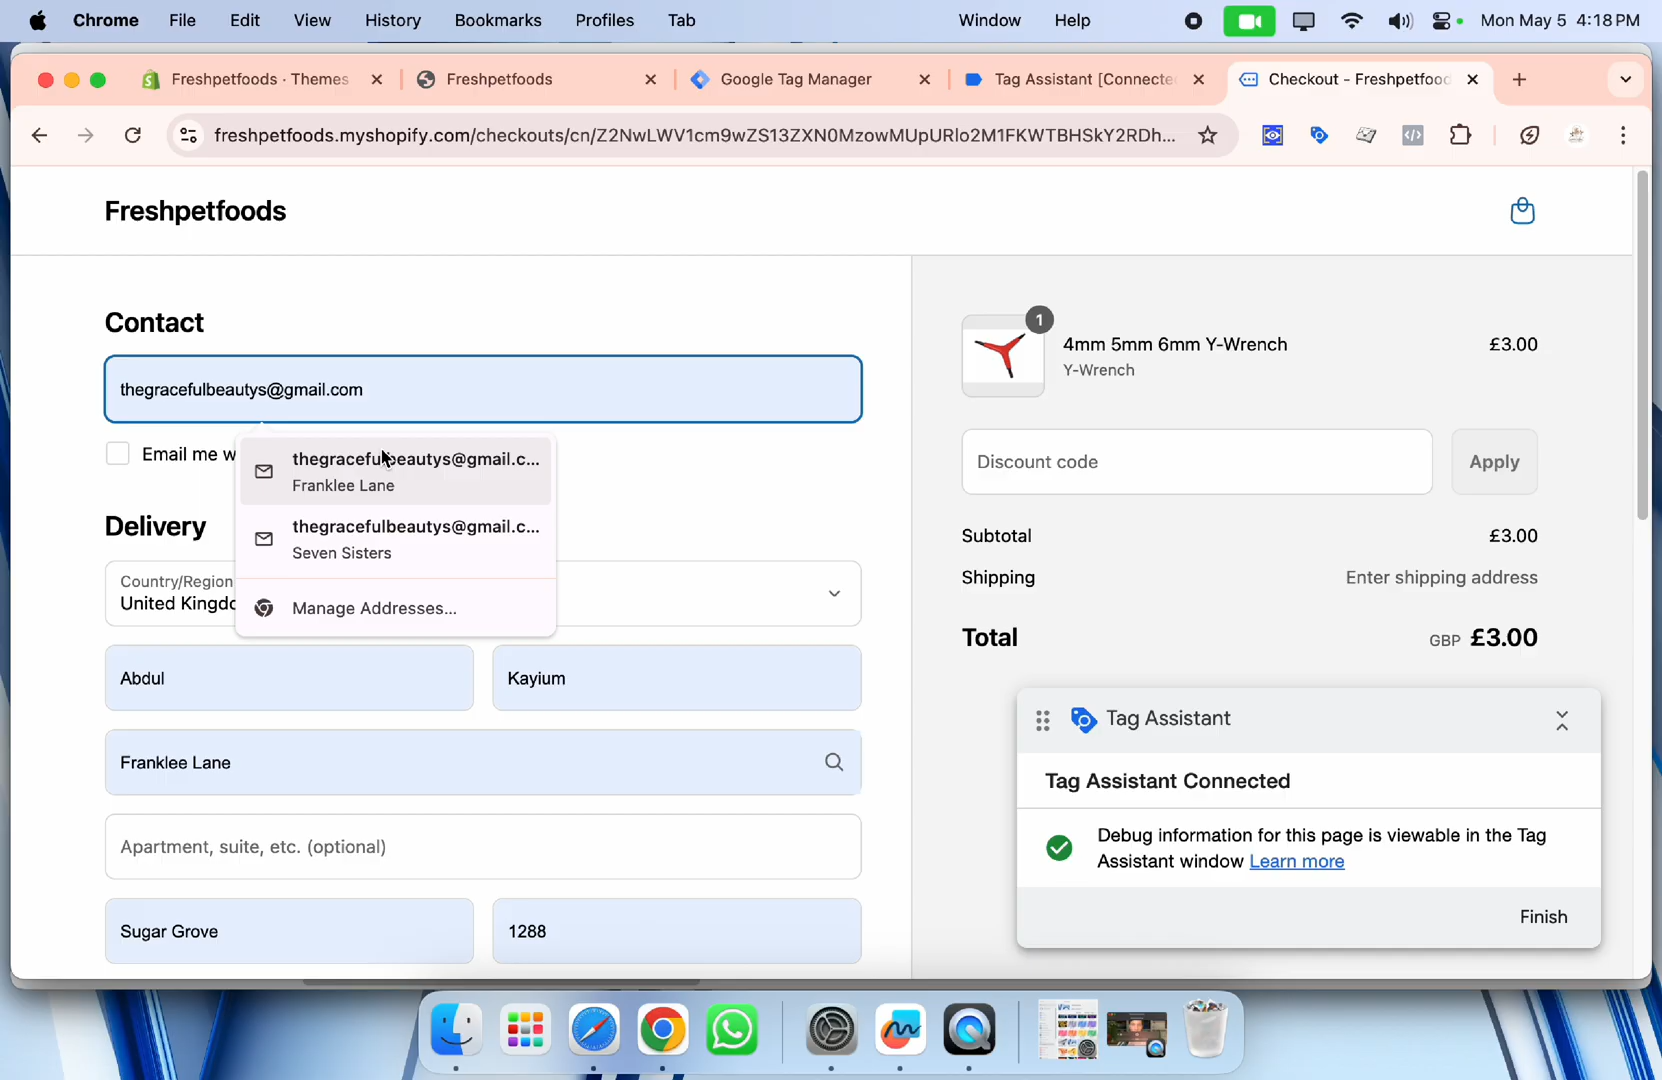 Chrome File Edit View History Bookmarks Profiles Tab Window Help Mon May 5 4:18 PM
Freshpetfoods · Themes
Freshpetfoods
Google Tag Manager
Tag Assistant [Connecte
Checkout - Freshpetfood
freshpetfoods.myshopify.com/checkouts/cn/Z2NwLWV1cm9wZS13ZXN0MzowMUpURlo2M1FKWTBHSkY2RDh...
Freshpetfoods
Contact
thegracefulbeautys@gmail.com
Email me w
thegracefulbeautys@gmail.c...
Franklee Lane
thegracefulbeautys@gmail.c...
Seven Sisters
Manage Addresses...
Delivery
Country/Region
United Kingdo
Abdul
Kayium
Franklee Lane
Apartment, suite, etc. (optional)
Sugar Grove
1288
1
4mm 5mm 6mm Y-Wrench
£3.00
Y-Wrench
Discount code
Apply
Subtotal
£3.00
Shipping
Enter shipping address
Total
GBP £3.00
Tag Assistant
Tag Assistant Connected
Debug information for this page is viewable in the Tag
Assistant window Learn more
Finish